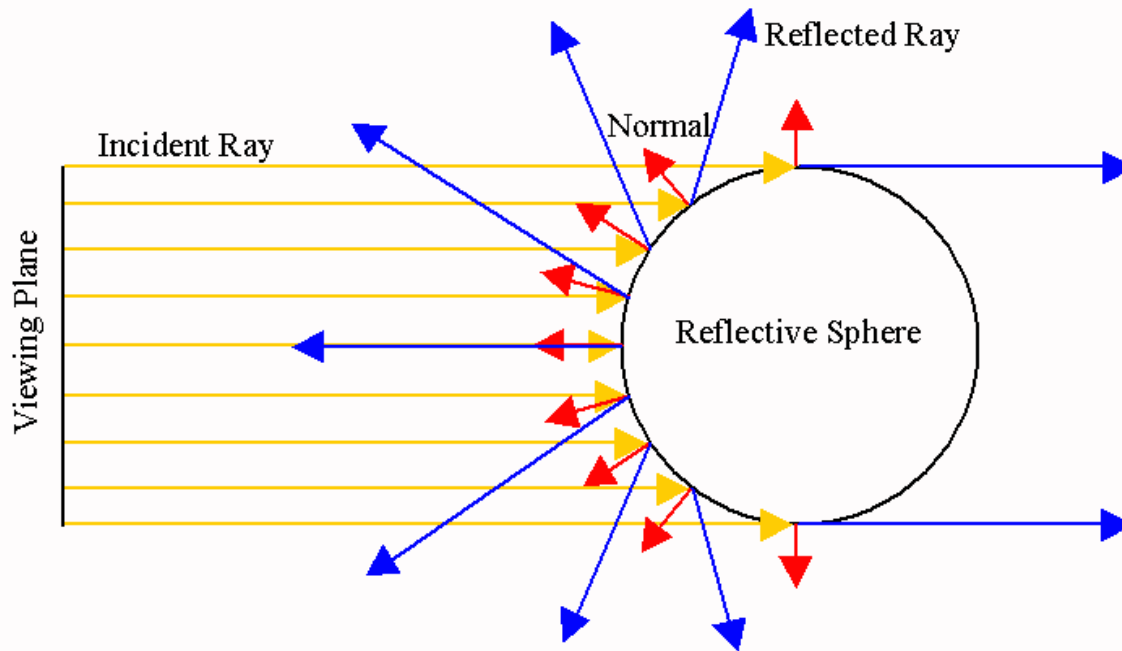 Reflected Ray
Normal
Incident Ray
Viewing Plane
Reflective Sphere